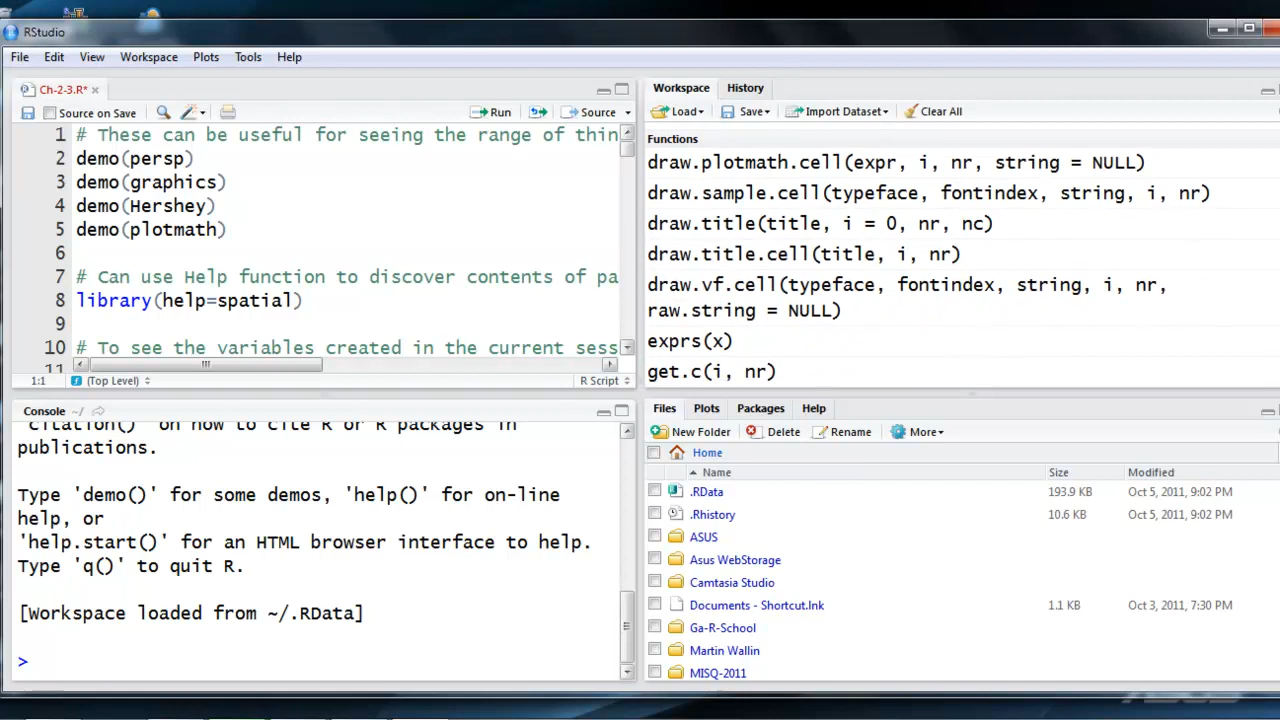 RStudio
File Edit View Workspace Plots Tools Help
Ch-2-3.R*
Source on Save Run Source
1 # These can be useful for seeing the range of thin
2 demo(persp)
3 demo(graphics)
4 demo(Hershey)
5 demo(plotmath)
6
7 # Can use Help function to discover contents of pa
8 library(help=spatial)
9
10 # To see the variables created in the current sess
11
1:1 (Top Level) R Script
Console ~/
'citation()' on how to cite R or R packages in
publications.
Type 'demo()' for some demos, 'help()' for on-line
help, or
'help.start()' for an HTML browser interface to help.
Type 'q()' to quit R.
[Workspace loaded from ~/.RData]
>
Workspace History
Load Save Import Dataset Clear All
Functions
draw.plotmath.cell(expr, i, nr, string = NULL)
draw.sample.cell(typeface, fontindex, string, i, nr)
draw.title(title, i = 0, nr, nc)
draw.title.cell(title, i, nr)
draw.vf.cell(typeface, fontindex, string, i, nr,
raw.string = NULL)
exprs(x)
get.c(i, nr)
Files Plots Packages Help
New Folder Delete Rename More
Home
Name Size Modified
.RData 193.9 KB Oct 5, 2011, 9:02 PM
.Rhistory 10.6 KB Oct 5, 2011, 9:02 PM
ASUS
Asus WebStorage
Camtasia Studio
Documents - Shortcut.lnk 1.1 KB Oct 3, 2011, 7:30 PM
Ga-R-School
Martin Wallin
MISQ-2011